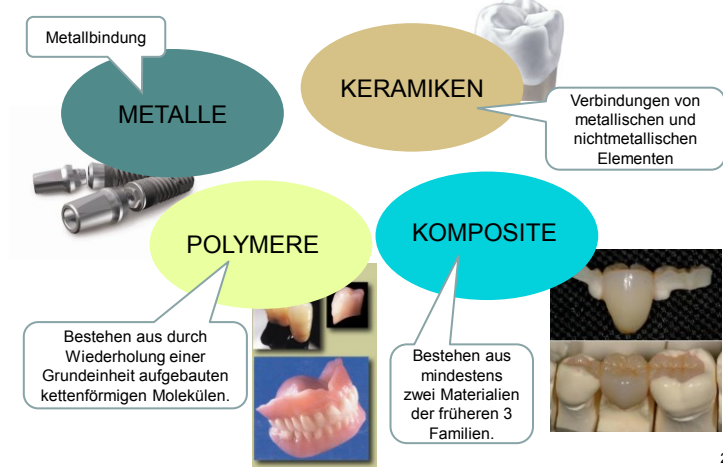 Metallbindung
METALLE
KERAMIKEN
Verbindungen von
metallischen und
nichtmetallischen
Elementen
POLYMERE
KOMPOSITE
Bestehen aus durch
Wiederholung einer
Grundeinheit aufgebauten
kettenförmigen Molekülen.
Bestehen aus
mindestens
zwei Materialien
der früheren 3
Familien.